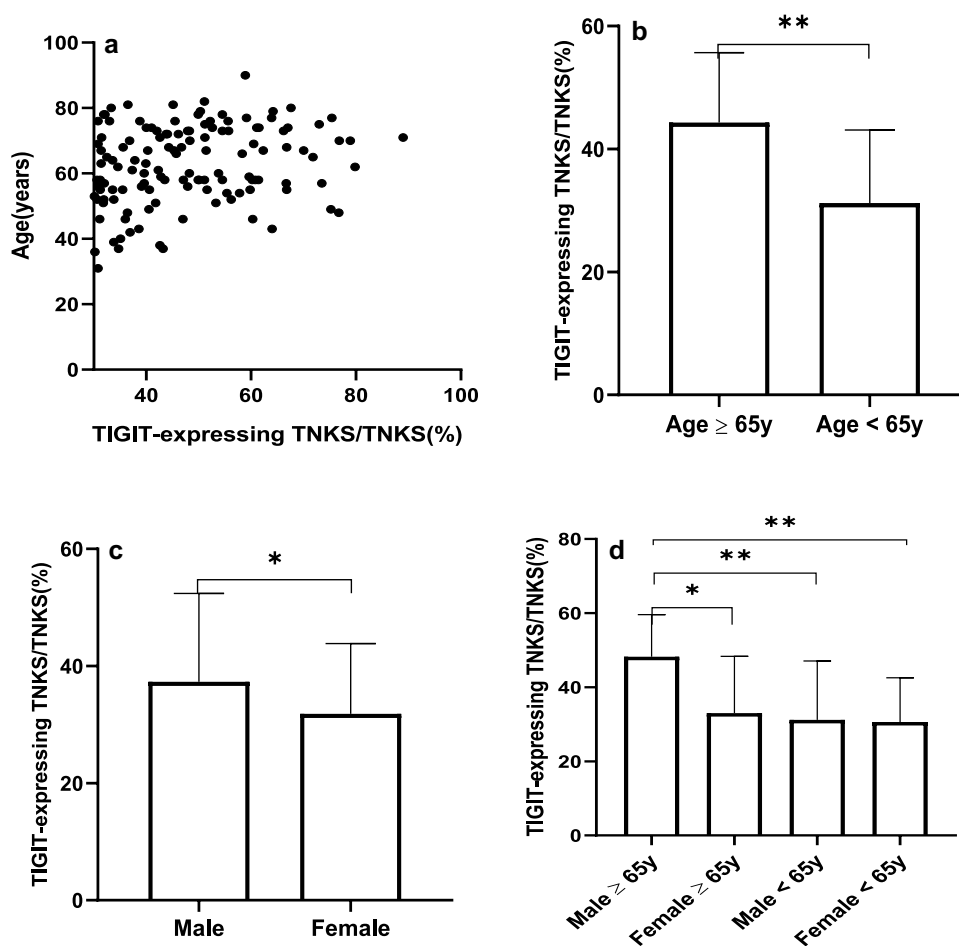 a
100
80
60
40
20
0
Age(years)
40 60 80 100
TIGIT-expressing TNKS/TNKS(%)
b
**
60
40
20
0
TIGIT-expressing TNKS/TNKS(%)
Age ≥ 65y Age < 65y
c
*
60
40
20
0
TIGIT-expressing TNKS/TNKS(%)
Male Female
d
**
**
*
80
60
40
20
0
TIGIT-expressing TNKS/TNKS(%)
Male ≥ 65y
Female ≥ 65y
Male < 65y
Female < 65y